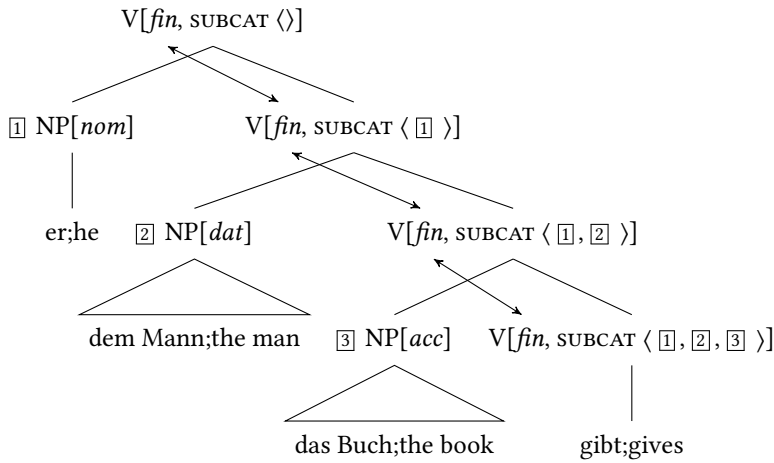 V[fin, SUBCAT ⟨⟩]
1 NP[nom] V[fin, SUBCAT ⟨ 1 ⟩]
er;he 2 NP[dat] V[fin, SUBCAT ⟨ 1 , 2 ⟩]
dem Mann;the man 3 NP[acc] V[fin, SUBCAT ⟨ 1 , 2 , 3 ⟩]
das Buch;the book gibt;gives